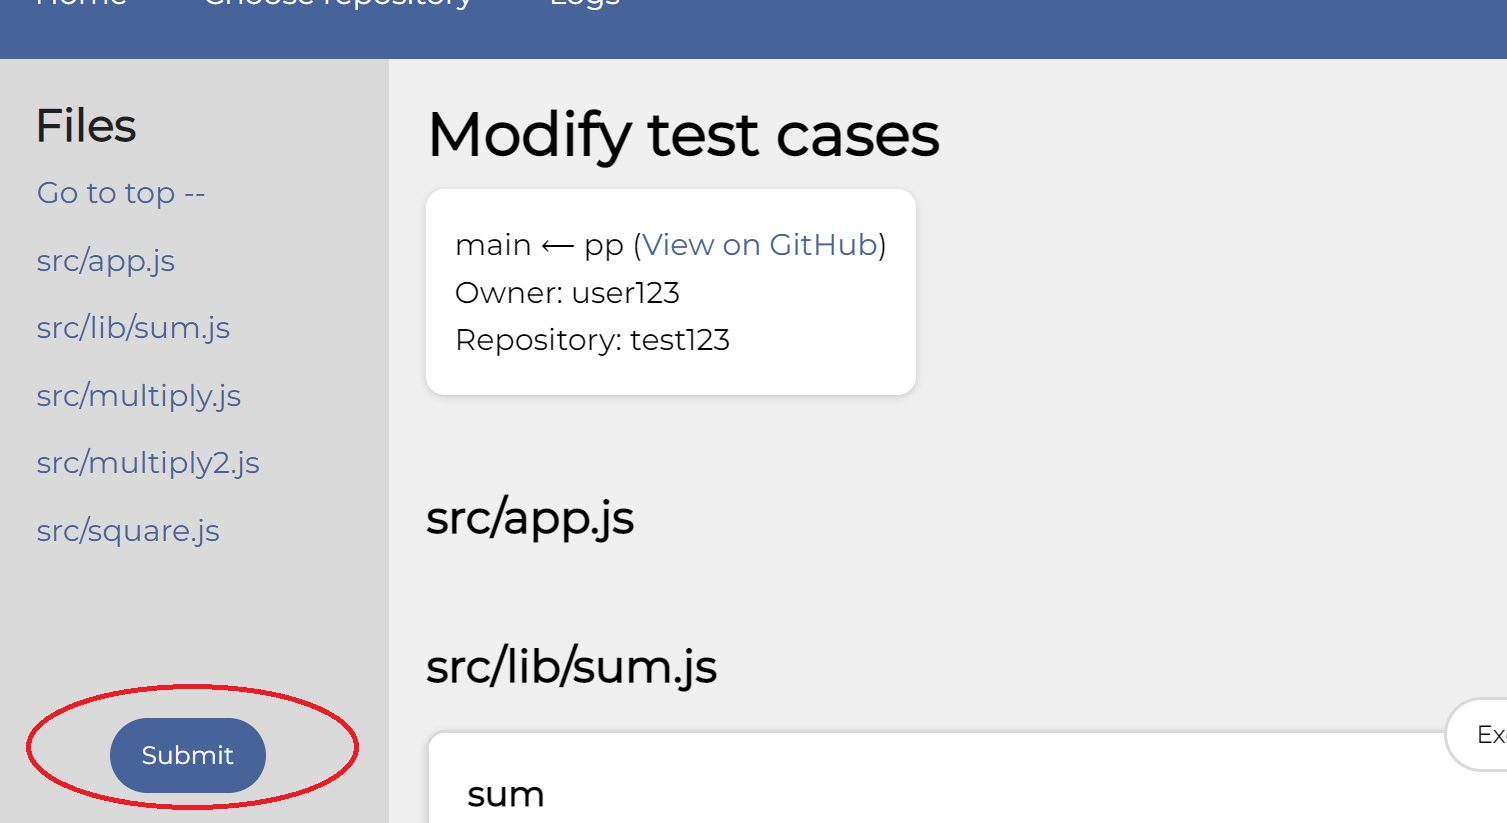 Home Choose repository Logs
Files
Go to top --
src/app.js
src/lib/sum.js
src/multiply.js
src/multiply2.js
src/square.js
Submit
Modify test cases
main ← pp (View on GitHub)
Owner: user123
Repository: test123
src/app.js
src/lib/sum.js
sum